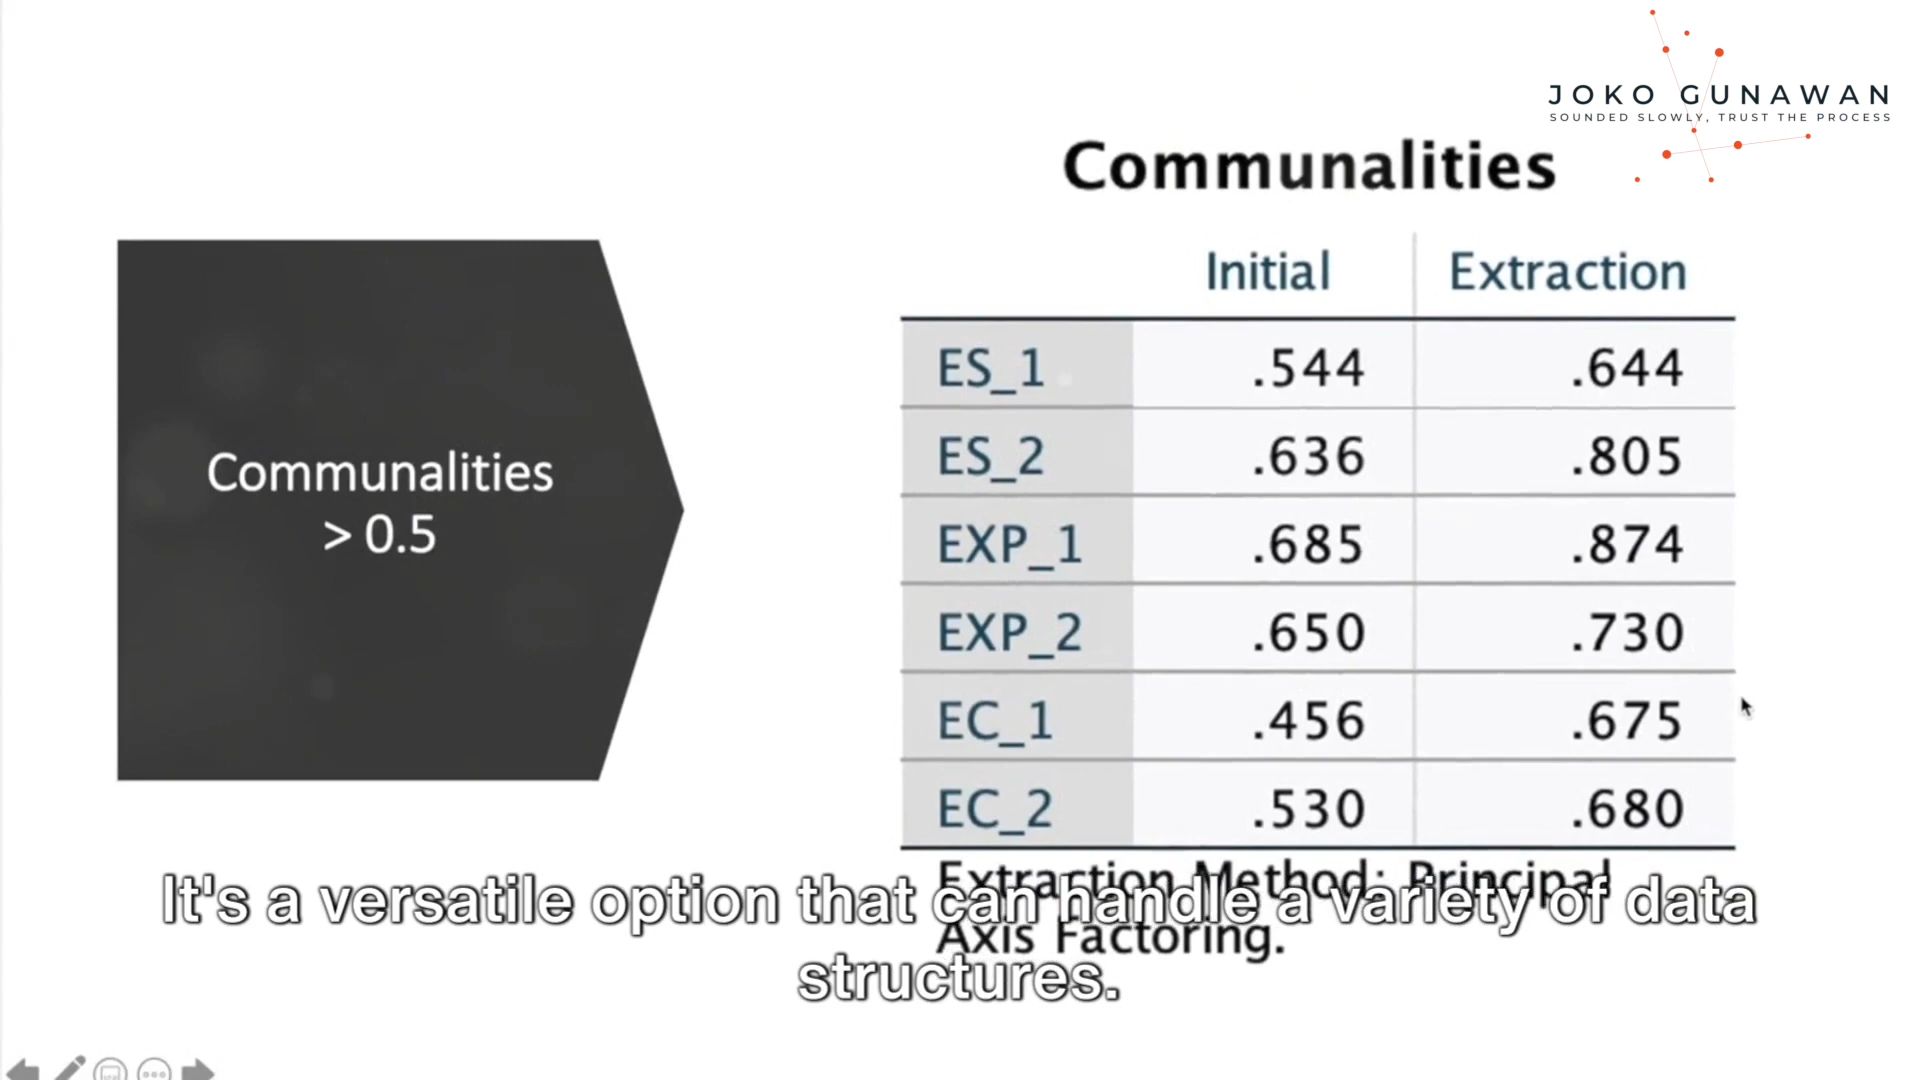 JOKO GUNAWAN
SOUNDED SLOWLY, TRUST THE PROCESS
Communalities
> 0.5
Communalities
Initial Extraction
ES_1 .544 .644
ES_2 .636 .805
EXP_1 .685 .874
EXP_2 .650 .730
EC_1 .456 .675
EC_2 .530 .680
Extraction Method: Principal
Axis Factoring.
It's a versatile option that can handle a variety of data
structures.